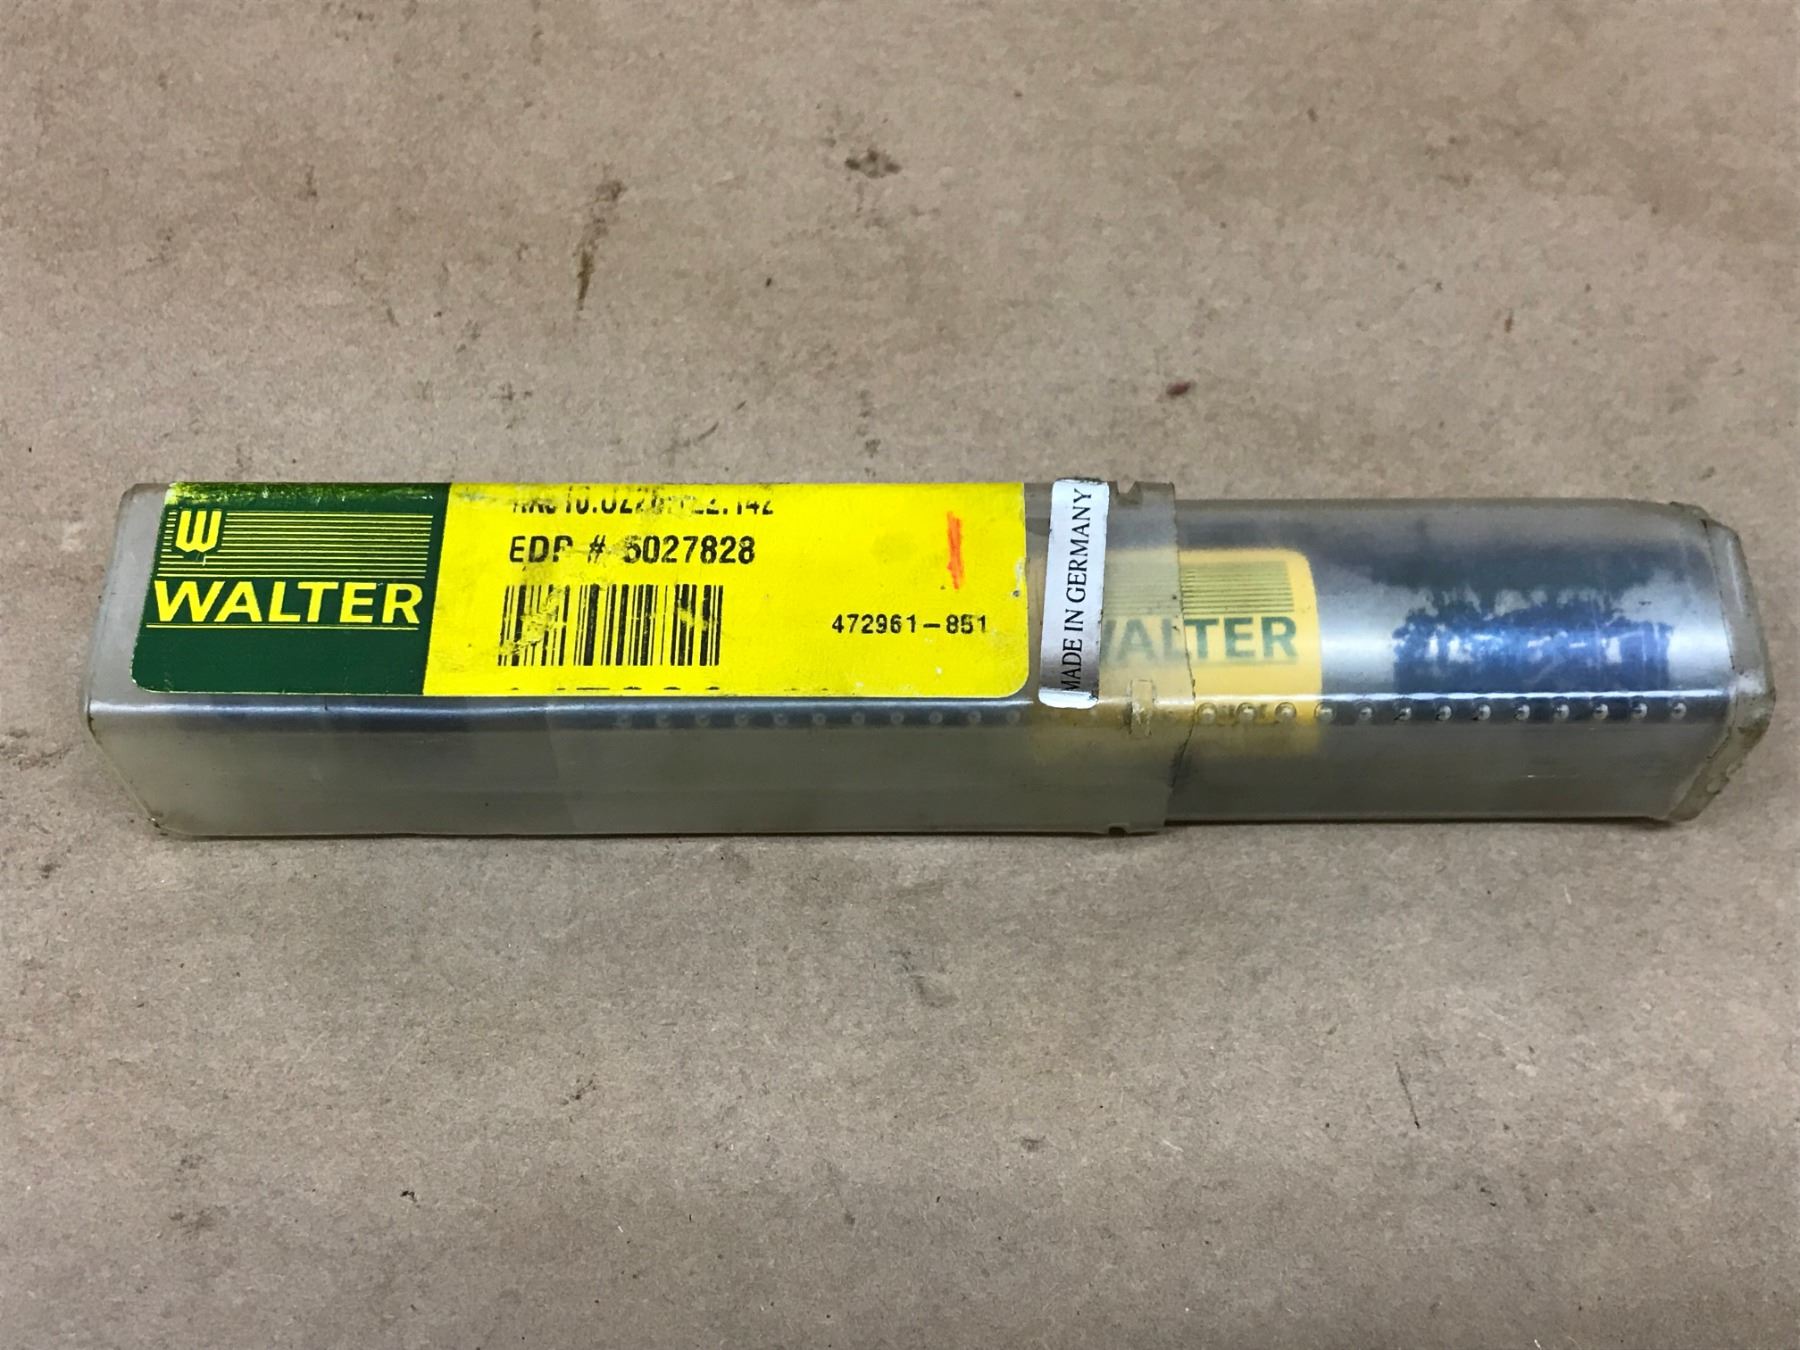 W
WALTER
EDP # 5027828
472961-851
MADE IN GERMANY
WALTER